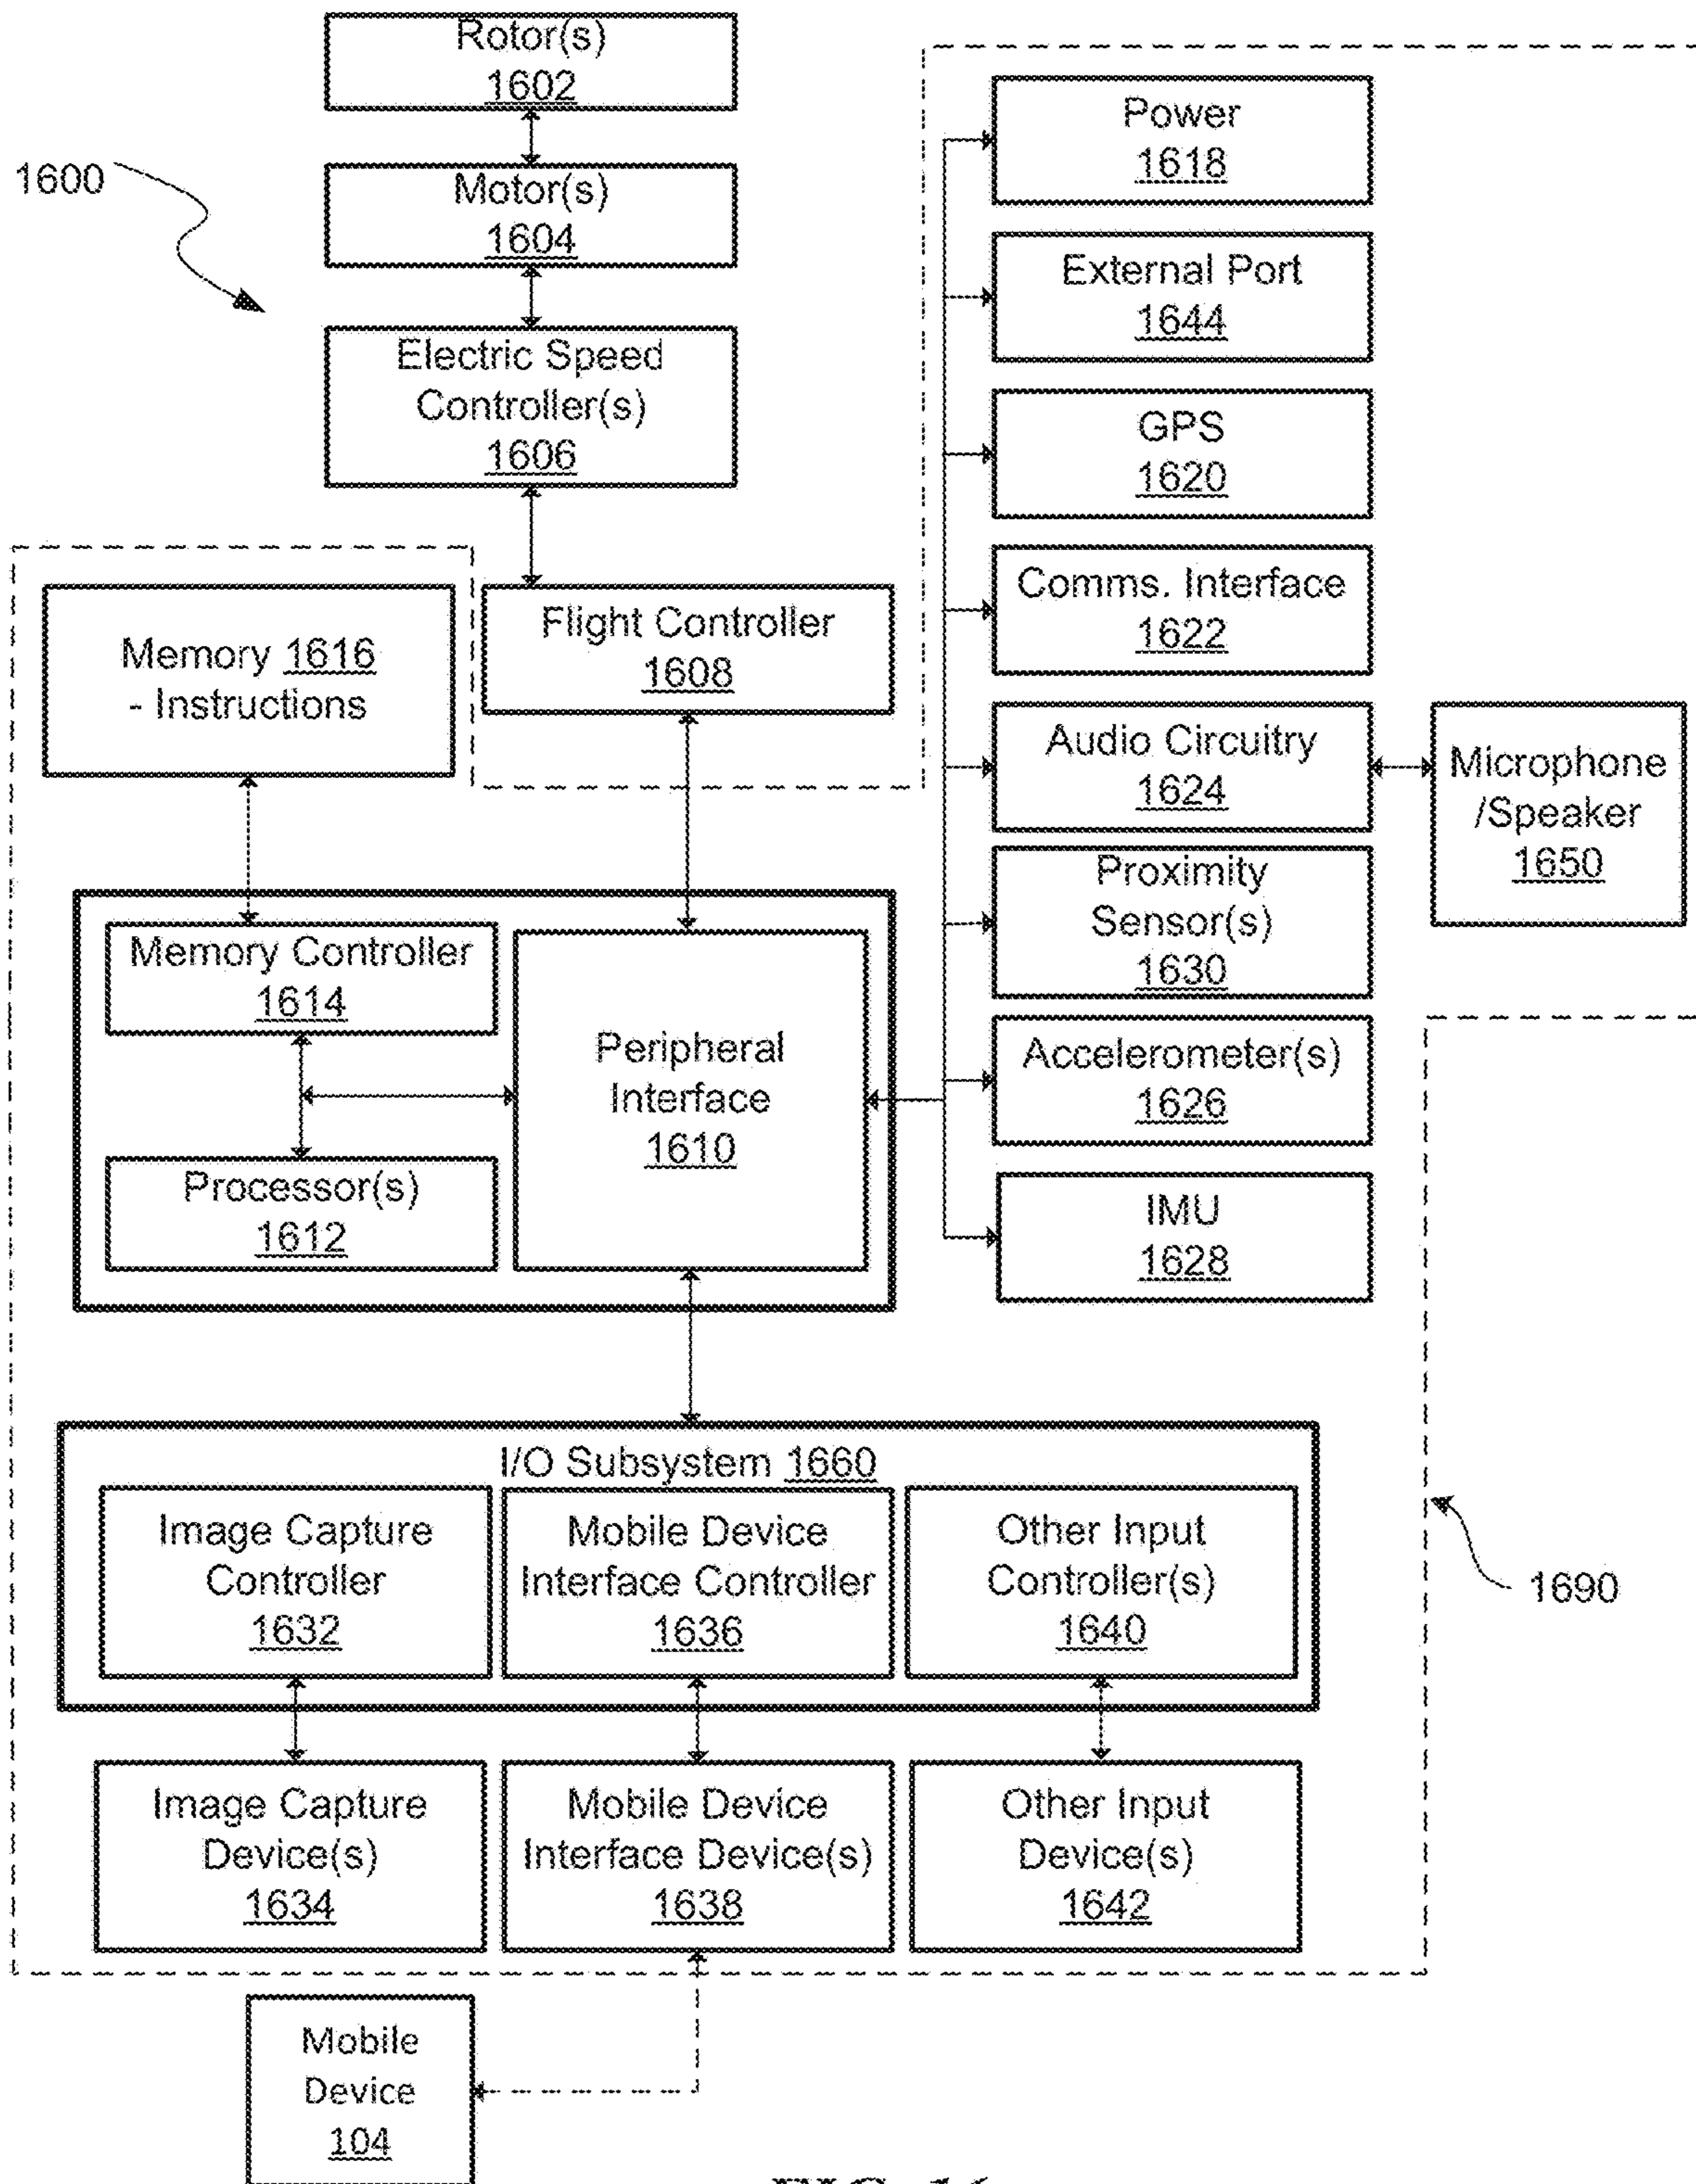 Rotor(s)
1602
1600
Motor(s)
1604
Electric Speed
Controller(s)
1606
Flight Controller
1608
Memory 1616
- Instructions
Memory Controller
1614
Processor(s)
1612
Peripheral
Interface
1610
Power
1618
External Port
1644
GPS
1620
Comms. Interface
1622
Audio Circuitry
1624
Microphone
/Speaker
1650
Proximity
Sensor(s)
1630
Accelerometer(s)
1626
IMU
1628
I/O Subsystem 1660
Image Capture
Controller
1632
Mobile Device
Interface Controller
1636
Other Input
Controller(s)
1640
1690
Image Capture
Device(s)
1634
Mobile Device
Interface Device(s)
1638
Other Input
Device(s)
1642
Mobile
Device
104